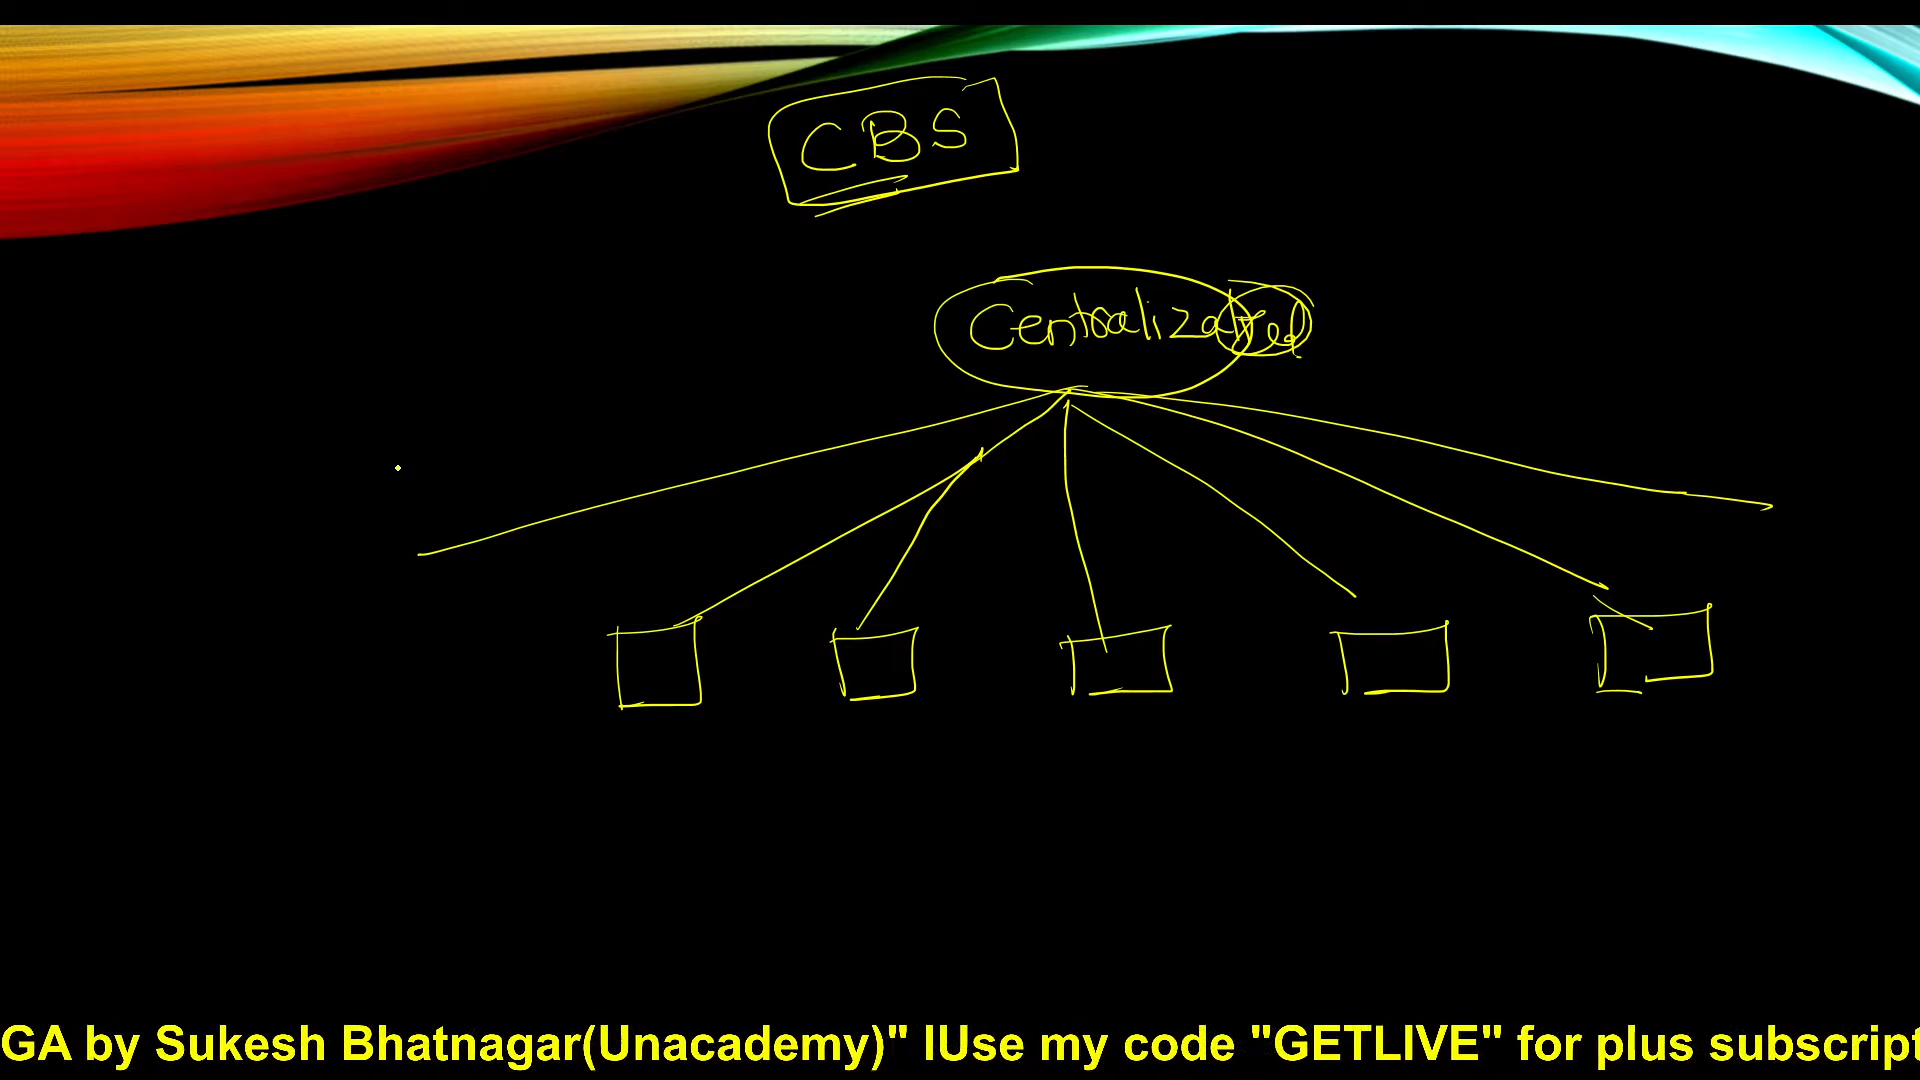 CBS
Centralized
GA by Sukesh Bhatnagar(Unacademy)" IUse my code "GETLIVE" for plus subscript